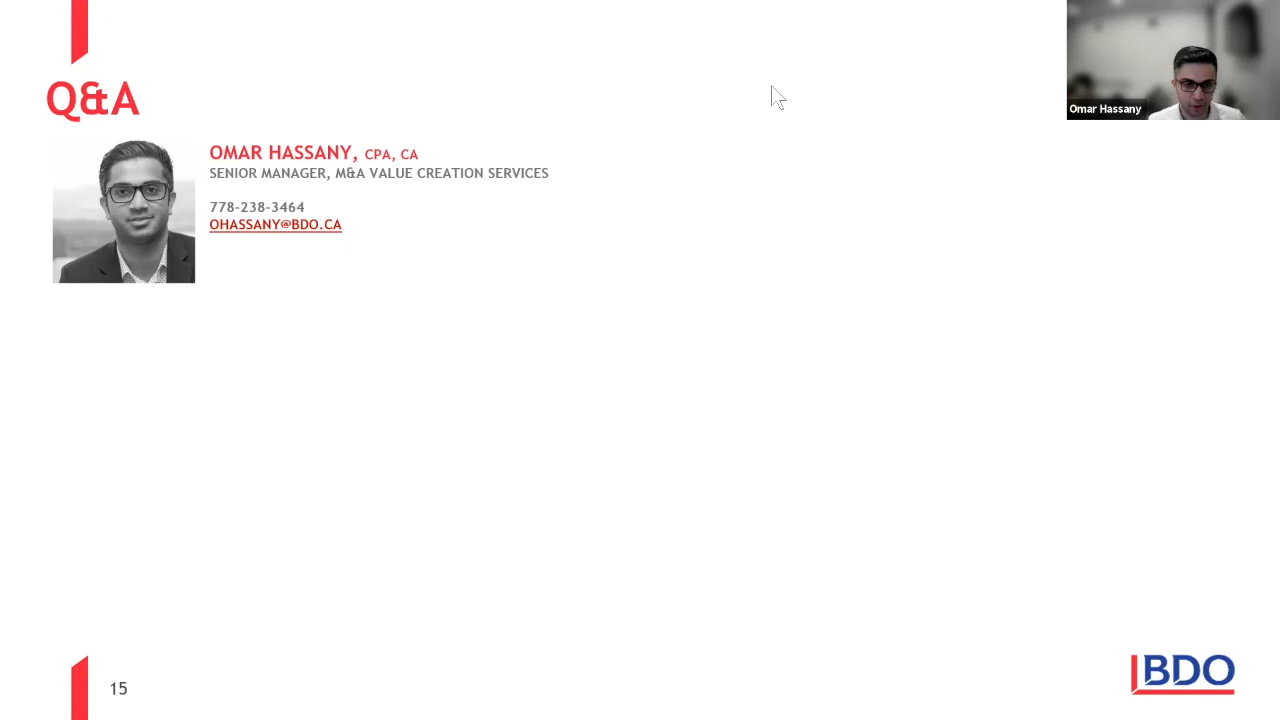 Q&A
Omar Hassany
OMAR HASSANY, CPA, CA
SENIOR MANAGER, M&A VALUE CREATION SERVICES
778-238-3464
OHASSANY@BDO.CA
15
BDO